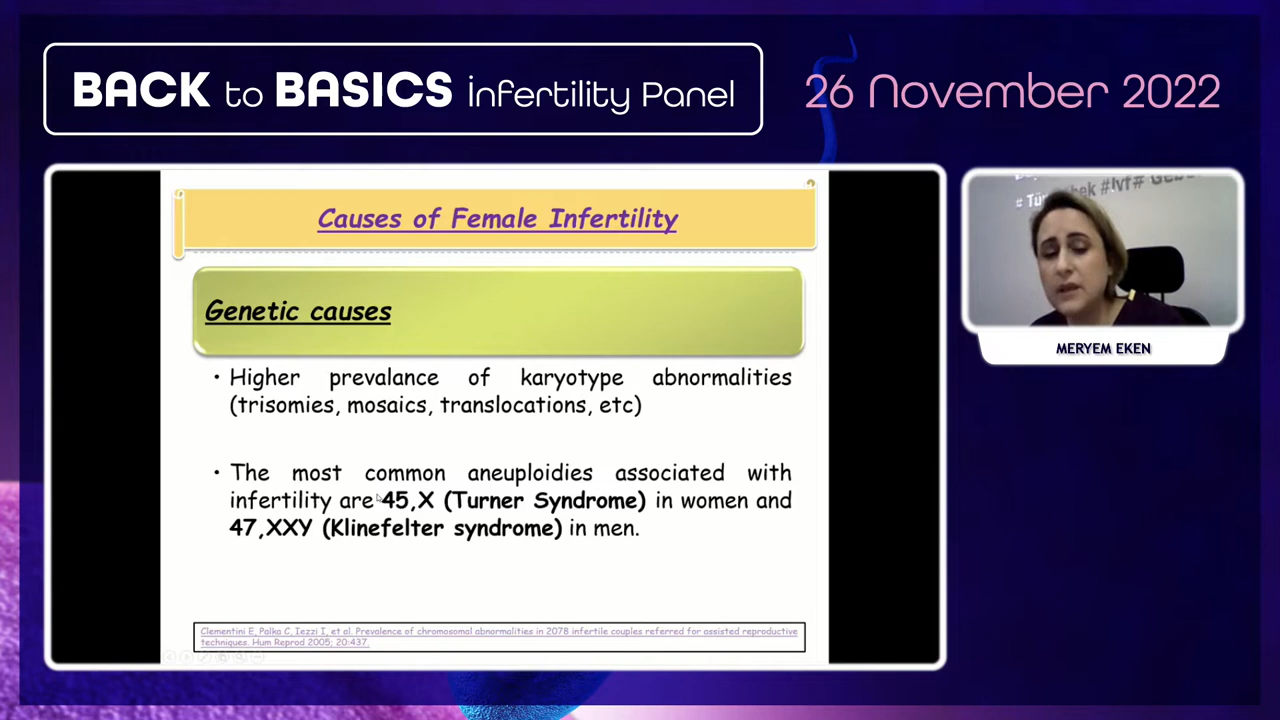 BACK to BASICS infertility Panel
26 November 2022
Causes of Female Infertility
Genetic causes
• Higher prevalance of karyotype abnormalities
(trisomies, mosaics, translocations, etc)
• The most common aneuploidies associated with
infertility are 45,X (Turner Syndrome) in women and
47,XXY (Klinefelter syndrome) in men.
Clementini E, Palka C, Iezzi I, et al. Prevalence of chromosomal abnormalities in 2078 infertile couples referred for assisted reproductive
techniques. Hum Reprod 2005; 20:437.
#ivf#
MERYEM EKEN